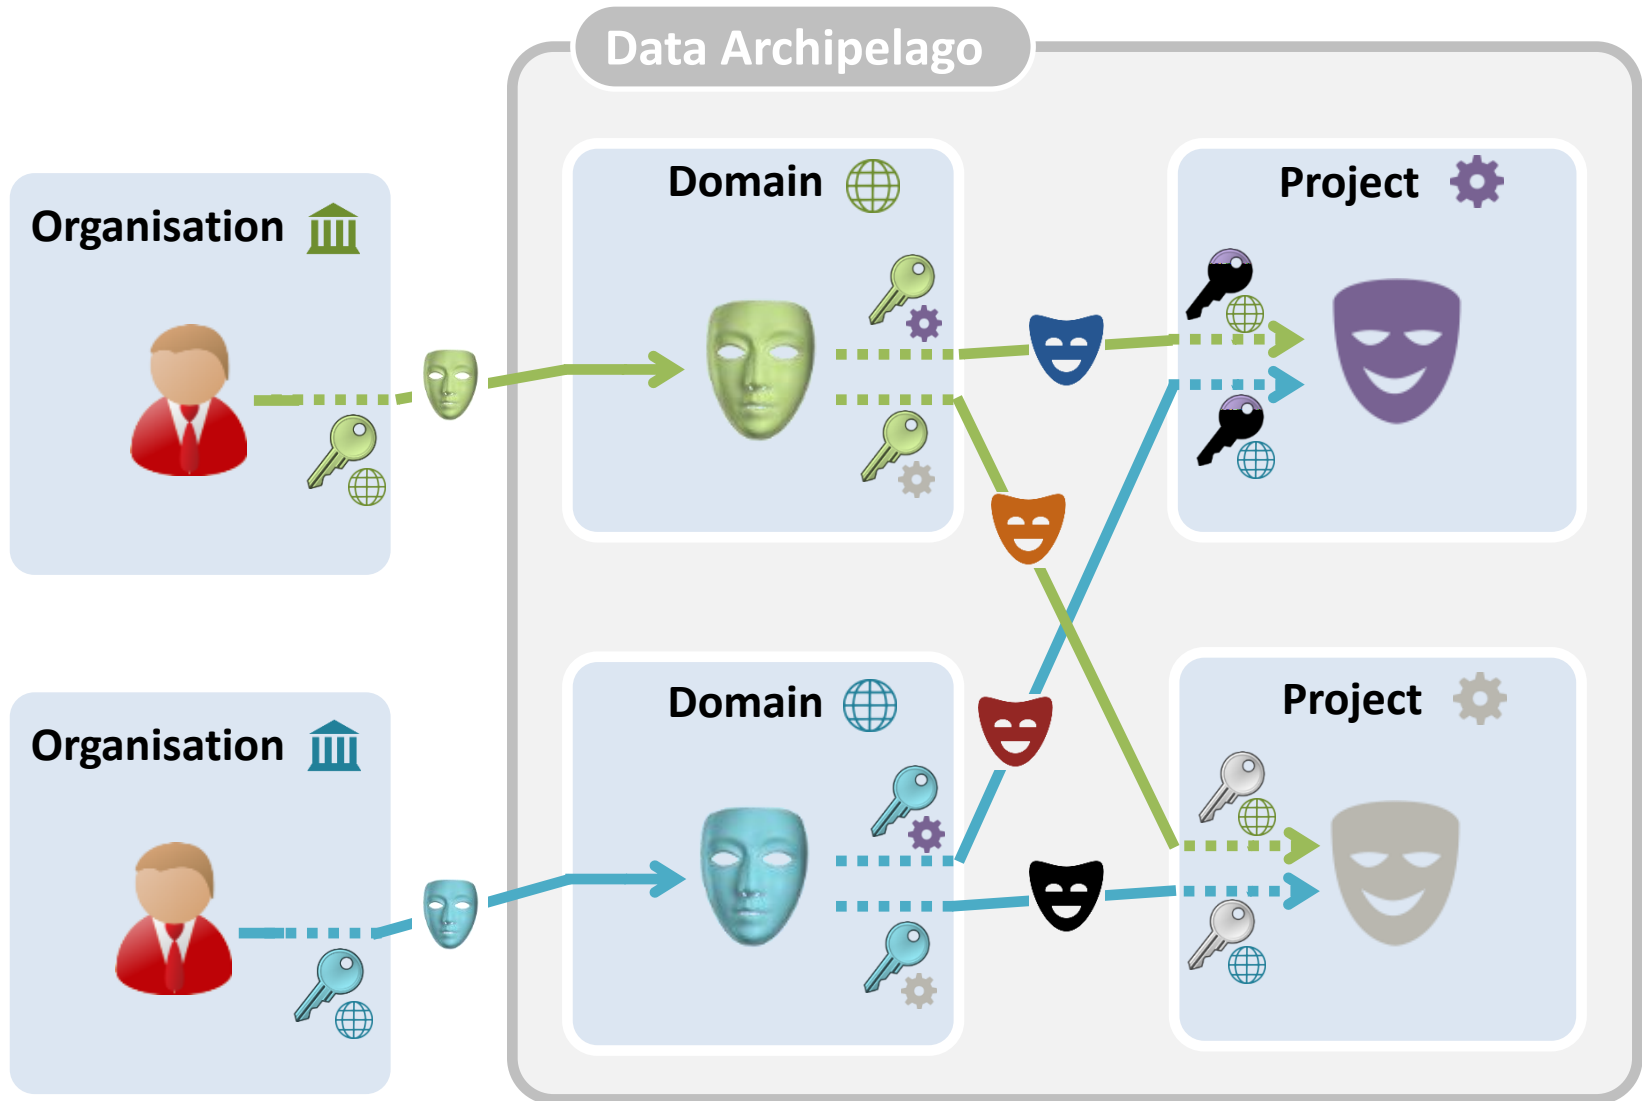 Data Archipelago
Domain
Project
Organisation
Domain
Project
Organisation